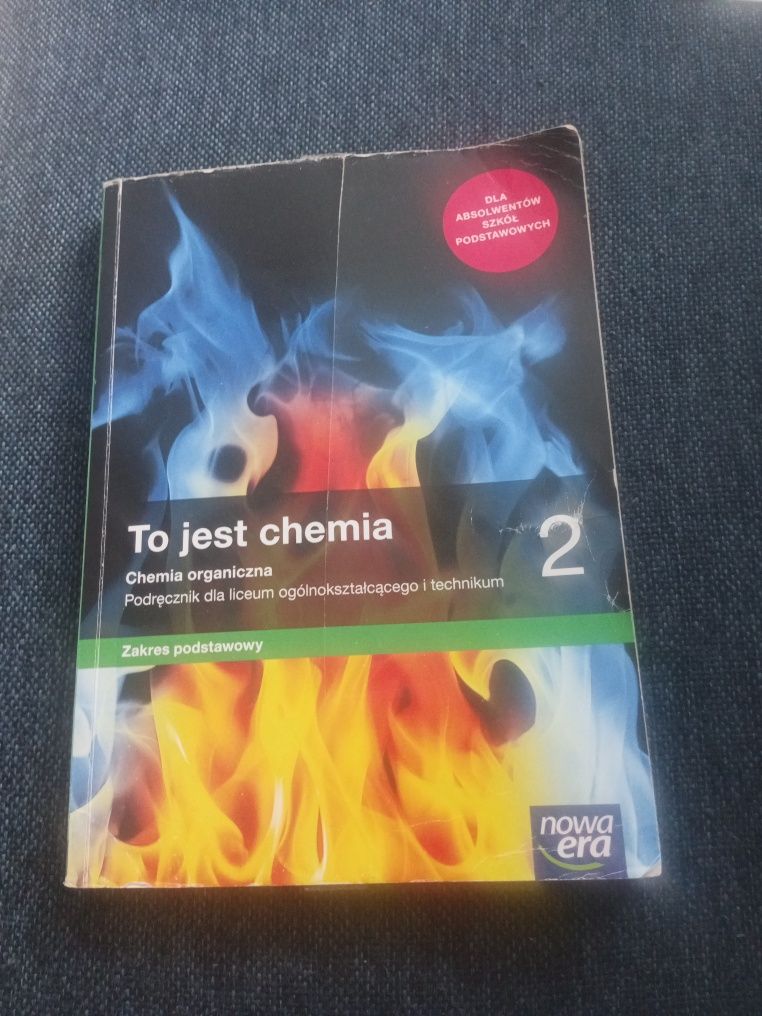 DLA
ABSOLWENTÓW
SZKÓŁ
PODSTAWOWYCH
To jest chemia 2
Chemia organiczna
Podręcznik dla liceum ogólnokształcącego i technikum
Zakres podstawowy
nowa
era